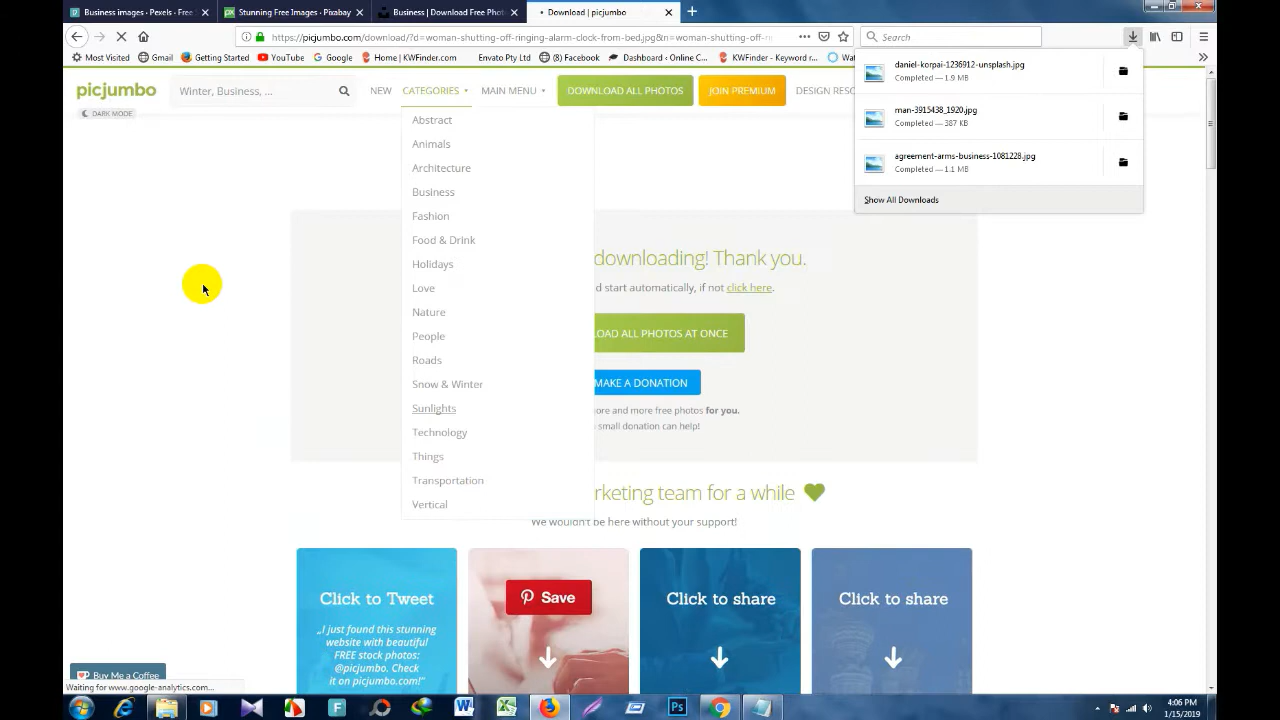 Business images · Pexels · Free
Stunning Free Images · Pixabay
Business | Download Free Phot
Download | picjumbo
https://picjumbo.com/download/?d=woman-shutting-off-ringing-alarm-clock-from-bed.jpg&n=woman-shutting-off-r
Search
Most Visited
Gmail
Getting Started
YouTube
Google
(8) Facebook
KWFinder
Envato Pty Ltd
Dashboard ‹ Online C...
KWFinder - Keyword r...
daniel-korpai-1236912-unsplash.jpg
Completed — 1.9 MB
man-3915438_1920.jpg
Completed — 387 KB
agreement-arms-business-1081228.jpg
Completed — 1.1 MB
Show All Downloads
picjumbo
Winter, Business, ...
NEW
CATEGORIES
MAIN MENU
DOWNLOAD ALL PHOTOS
JOIN PREMIUM
DESIGN RESO
DARK MODE
Abstract
Animals
Architecture
Business
Fashion
Food & Drink
Holidays
Love
Nature
People
Roads
Snow & Winter
Sunlights
Technology
Things
Transportation
Vertical
downloading! Thank you.
d start automatically, if not click here.
LOAD ALL PHOTOS AT ONCE
MAKE A DONATION
ore and more free photos for you.
small donation can help!
rketing team for a while
We wouldn't be here without your support!
Click to Tweet
„I just found this stunning
website with beautiful
FREE stock photos:
@picjumbo. Check
it on picjumbo.com!"
Save
Click to share
Click to share
Buy Me a Coffee
Waiting for www.google-analytics.com...
4:06 PM
1/15/2019